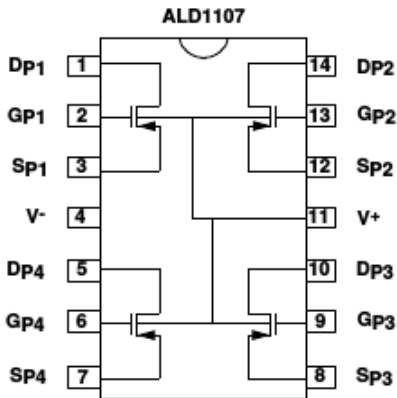 ALD1107
DP1 1 14 DP2
GP1 2 13 GP2
SP1 3 12 SP2
V- 4 11 V+
DP4 5 10 DP3
GP4 6 9 GP3
SP4 7 8 SP3